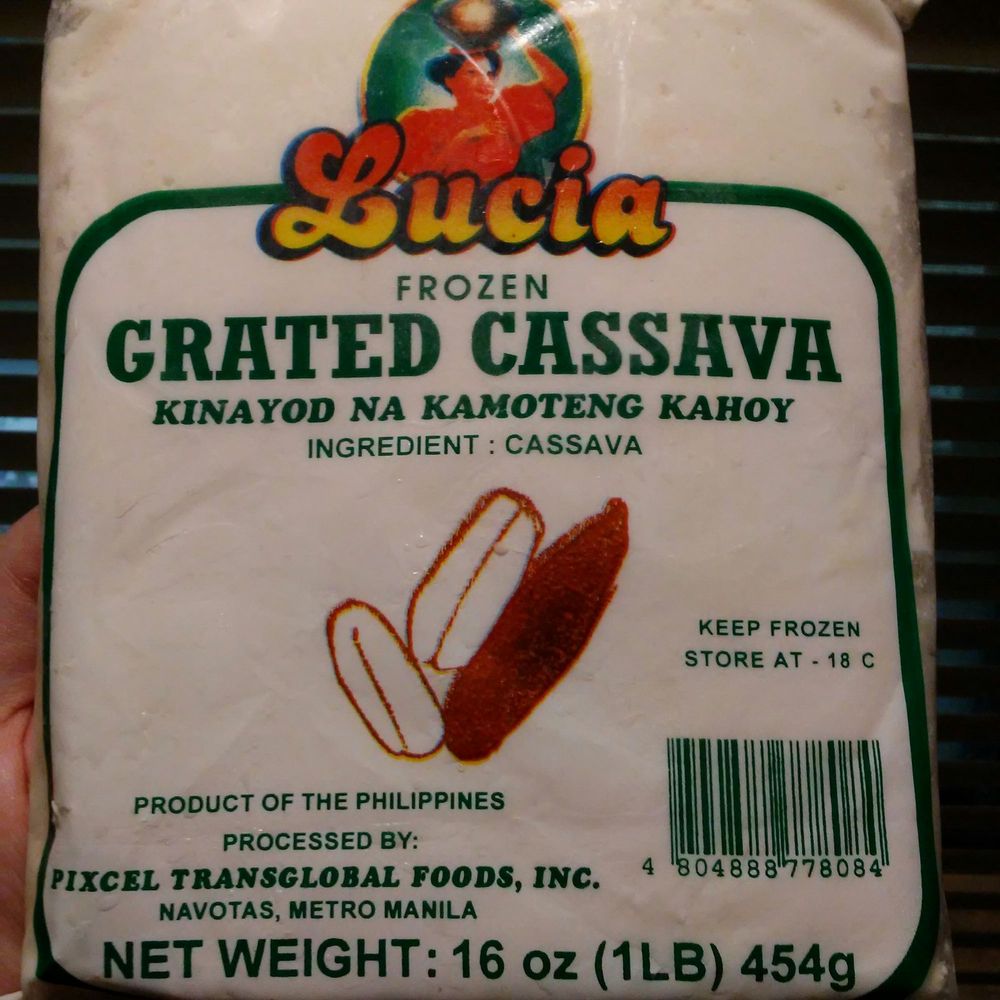 Lucia
FROZEN
GRATED CASSAVA
KINAYOD NA KAMOTENG KAHOY
INGREDIENT : CASSAVA
KEEP FROZEN
STORE AT - 18 C
4 804888 778084
PRODUCT OF THE PHILIPPINES
PROCESSED BY:
PIXCEL TRANSGLOBAL FOODS, INC.
NAVOTAS, METRO MANILA
NET WEIGHT: 16 oz (1LB) 454g